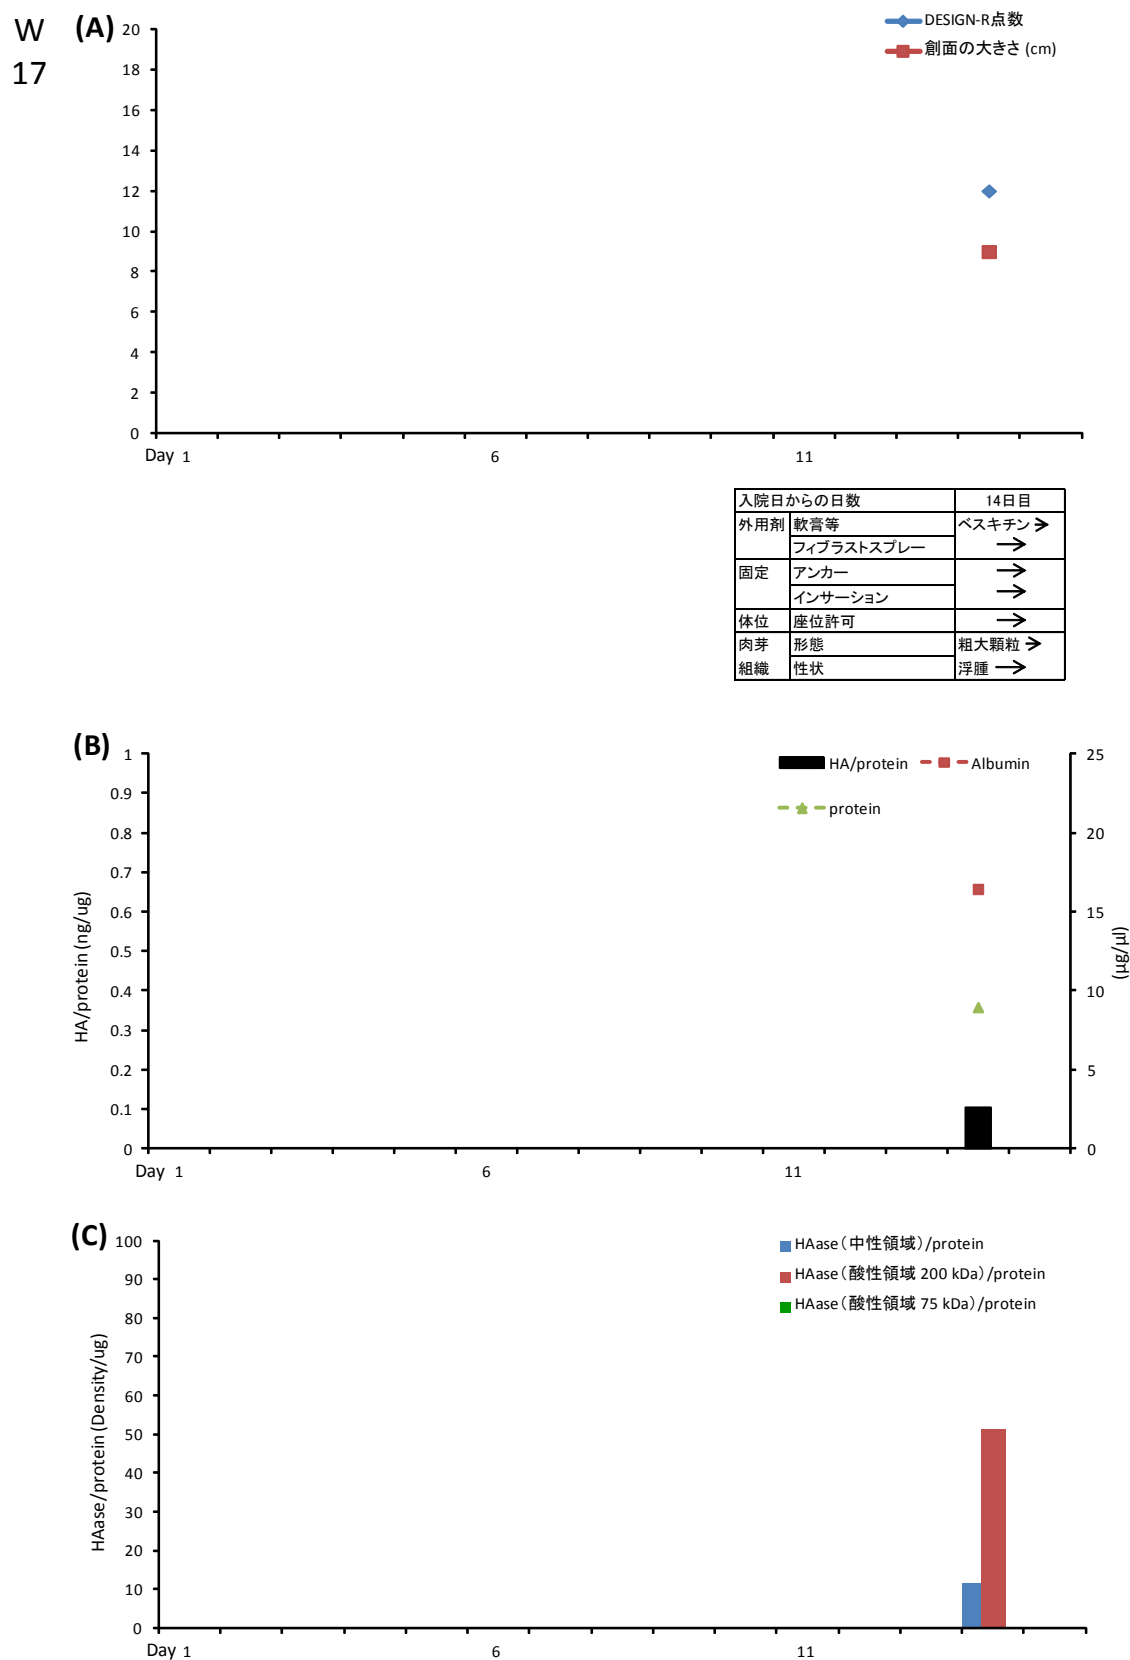 W
17
(A)
DESIGN-R点数
創面の大きさ (cm)
20
18
16
14
12
10
8
6
4
2
0
Day 1 6 11
入院日からの日数 14日目
外用剤 軟膏等 ベスキチン →
フィブラストスプレー →
固定 アンカー →
インサーション →
体位 座位許可 →
肉芽 形態 粗大顆粒 →
組織 性状 浮腫 →
(B)
HA/protein Albumin
protein
HA/protein (ng/ug)
1
0.9
0.8
0.7
0.6
0.5
0.4
0.3
0.2
0.1
0
25
20
15
10
5
0
(μg/μl)
Day 1 6 11
(C)
HAase（中性領域）/protein
HAase（酸性領域 200 kDa）/protein
HAase（酸性領域 75 kDa）/protein
HAase/protein (Density/ug)
100
90
80
70
60
50
40
30
20
10
0
Day 1 6 11